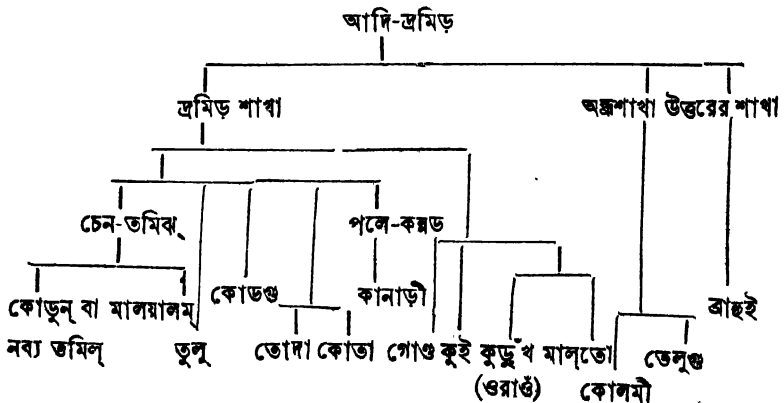 আদি-দ্রমিড়
দ্রমিড় শাখা অন্ধ্রশাখা উত্তরের শাখা
চেন-তমিঝ্ পলে-কন্নড
কোডুন্ বা মালয়ালম্ কোডগু কানাড়ী ব্রাহুই
নব্য তমিল্ তুলু তোদা কোতা গোণ্ড কুই কুড়ুঁখ মাল্‌তো তেলুগু
(ওরাওঁ) কোলমী